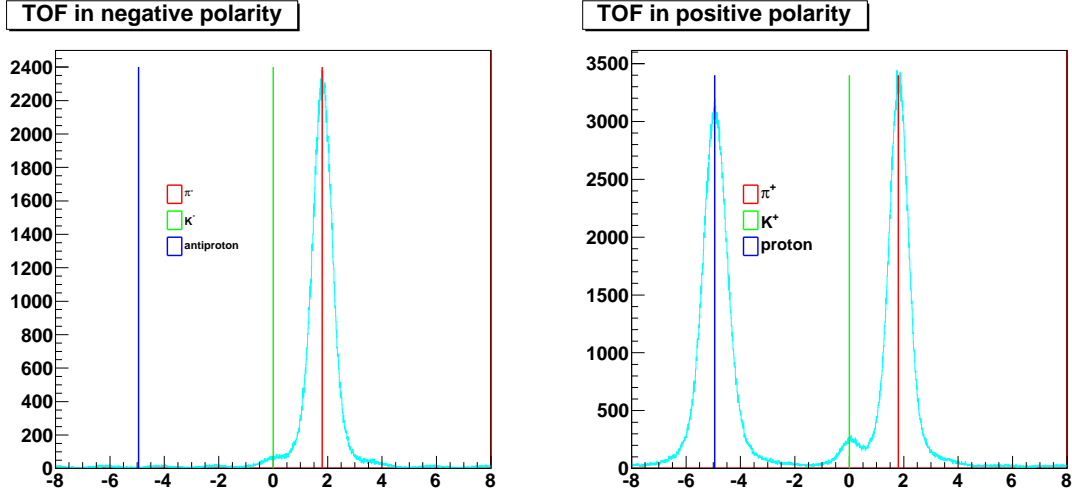 TOF in negative polarity
2400
2200
2000
1800
1600
1400
1200
1000
800
600
400
200
0
-8 -6 -4 -2 0 2 4 6 8
π-
K-
antiproton
TOF in positive polarity
3500
3000
2500
2000
1500
1000
500
0
-8 -6 -4 -2 0 2 4 6 8
π+
K+
proton